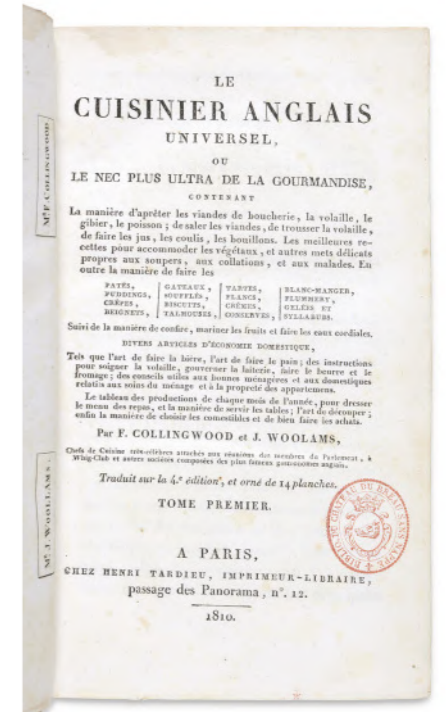 LE
CUISINIER ANGLAIS
UNIVERSEL,
OU
LE NEC PLUS ULTRA DE LA GOURMANDISE,
CONTENANT
La manière d'aprêter les viandes de boucherie, la volaille, le
gibier, le poisson ; de saler les viandes, de trousser la volaille,
de faire les jus, les coulis, les bouillons. Les meilleures re-
cettes pour accommoder les végétaux, et autres mets délicats
propres aux soupers, aux collations, et aux malades. En
outre la manière de faire les
PATÉS, GATEAUX, TARTES, BLANC-MANGER,
PUDDINGS, SOUFFLÉS, FLANCS, FLUMMERY,
CRÊPES, BISCUITS, CRÊMES, GELÉES ET
BEIGNETS, TALMOUSES, CONSERVES, SYLLABUBS.
Suivi de la manière de confire, mariner les fruits et faire les eaux cordiales.
DIVERS ARTICLES D'ÉCONOMIE DOMESTIQUE,
Tels que l'art de faire la bière, l'art de faire le pain ; des instructions
pour soigner la volaille, gouverner la laiterie, faire le beurre et le
fromage ; des conseils utiles aux bonnes ménagères et aux domestiques
relatifs aux soins du ménage et à la propreté des appartemens.
Le tableau des productions de chaque mois de l'année, pour dresser
le menu des repas, et la manière de servir les tables ; l'art de découper ;
enfin la manière de choisir les comestibles et de bien faire les achats.
Par F. COLLINGWOOD et J. WOOLAMS,
Chefs de Cuisine très-célèbres attachés aux réunions des membres du Parlement, à
Whig-Club et autres sociétés composées des plus fameux gastronomes anglais.
Traduit sur la 4.e édition, et orné de 14 planches.
TOME PREMIER.
A PARIS,
CHEZ HENRI TARDIEU, IMPRIMEUR-LIBRAIRE,
passage des Panorama, n°. 12.
1810.
Mr F. COLLINGWOOD
Mr J. WOOLLAMS.
DU CHATEAU DU